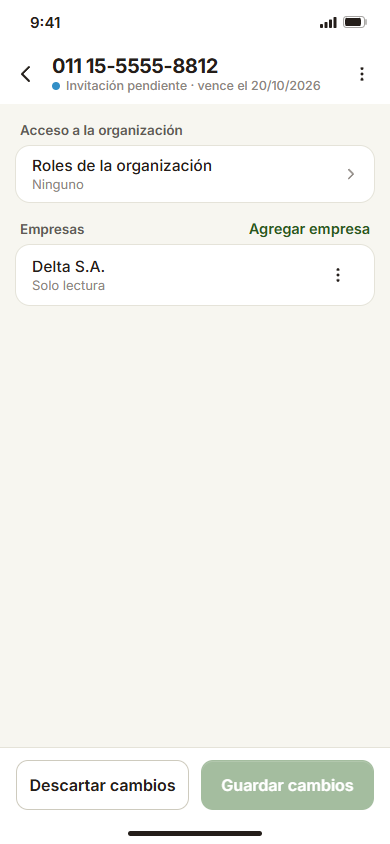 9:41
011 15-5555-8812
Invitación pendiente · vence el 20/10/2026
Acceso a la organización
Roles de la organización
Ninguno
Empresas
Agregar empresa
Delta S.A.
Solo lectura
Descartar cambios
Guardar cambios